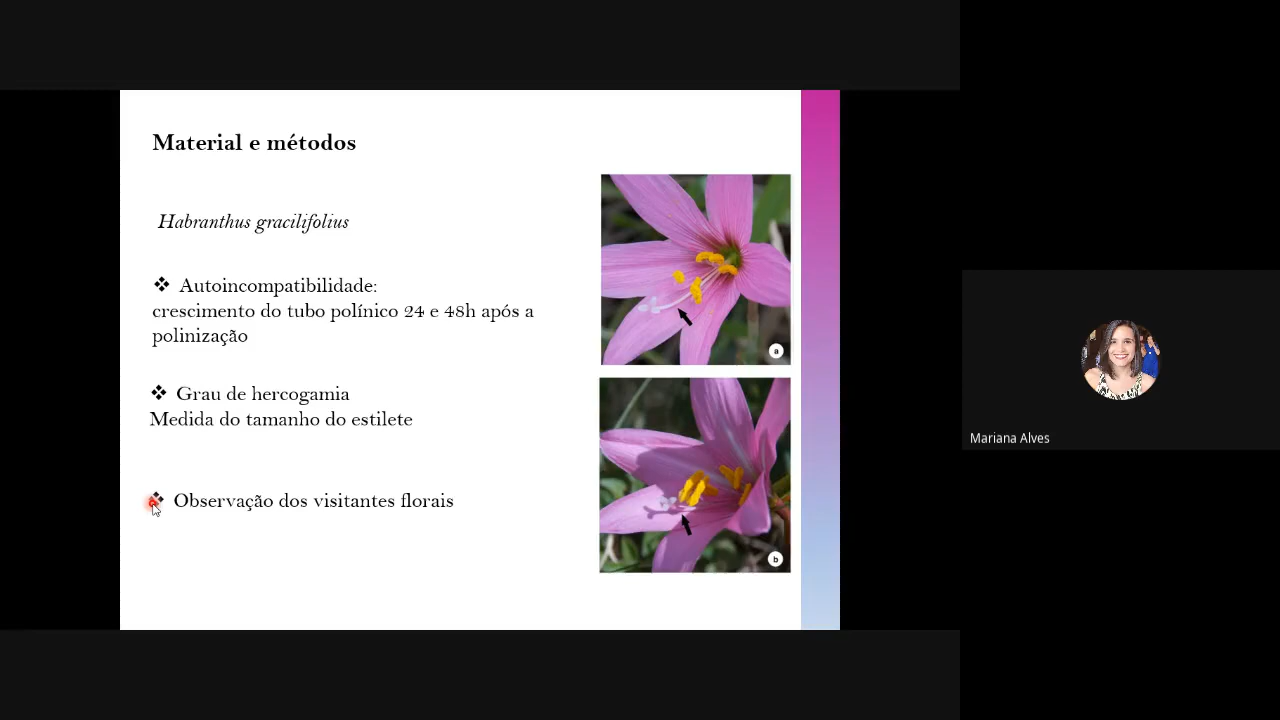 Material e métodos
Habranthus gracilifolius
❖ Autoincompatibilidade:
crescimento do tubo polínico 24 e 48h após a
polinização
❖ Grau de hercogamia
Medida do tamanho do estilete
❖ Observação dos visitantes florais
a
b
Mariana Alves